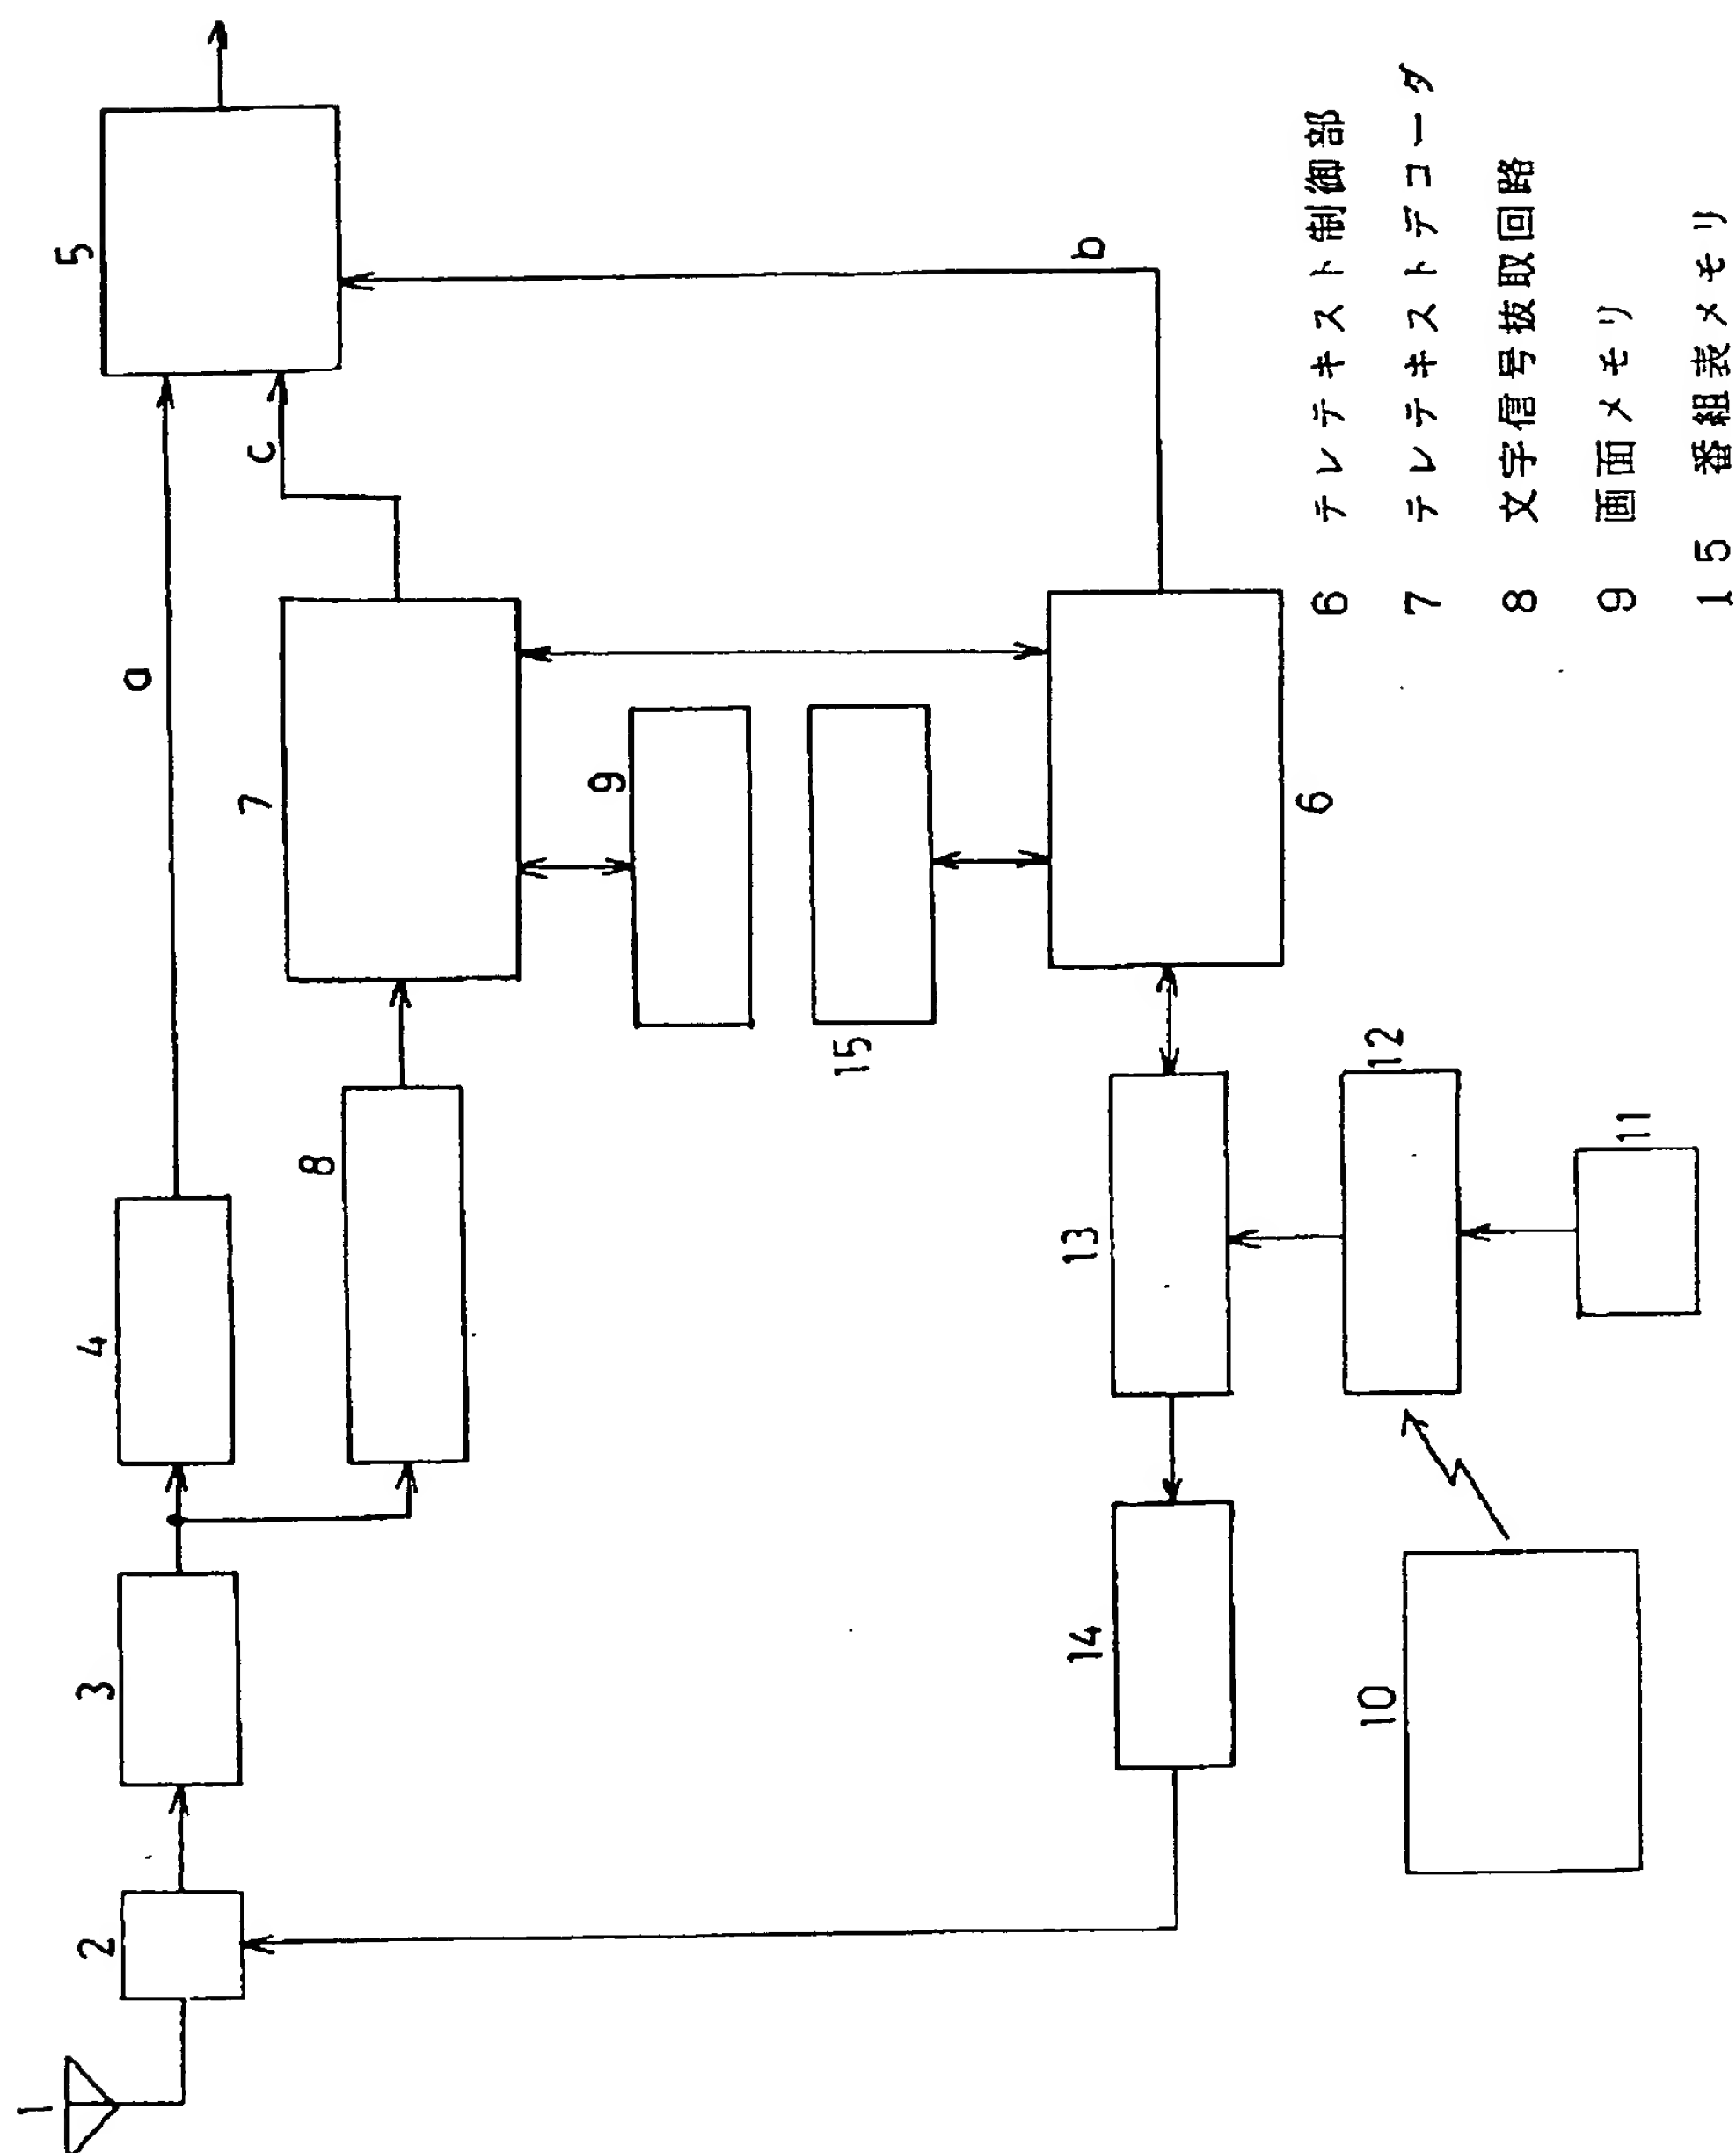 1
2
3
4
a
5
8
7
c
9
15
b
14
13
6
10
12
11
6 テレテキスト制御部
7 テレテキストデコーダ
8 文字信号抜取回路
9 画面メモリ
15 番組表メモリ